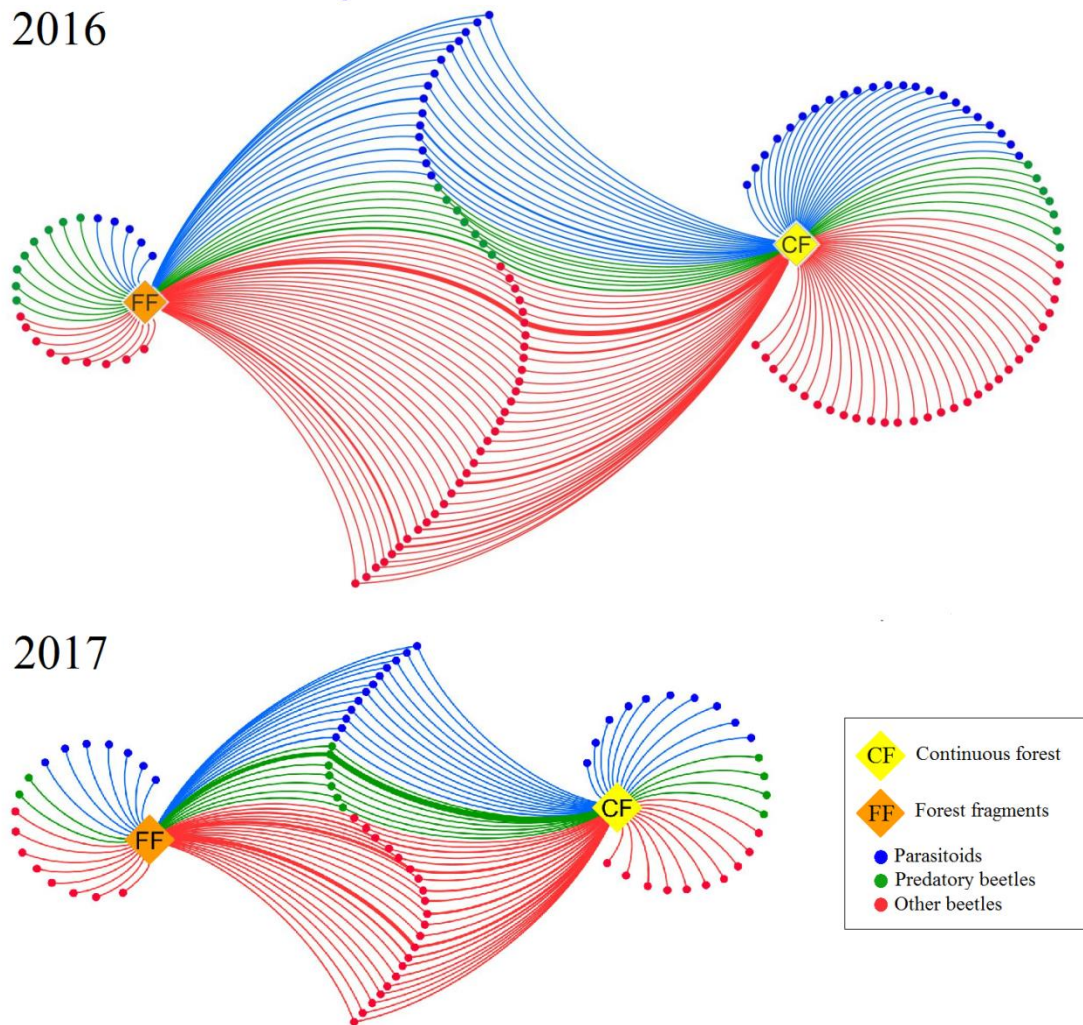 2016
FF
CF
2017
FF
CF
CF Continuous forest
FF Forest fragments
Parasitoids
Predatory beetles
Other beetles